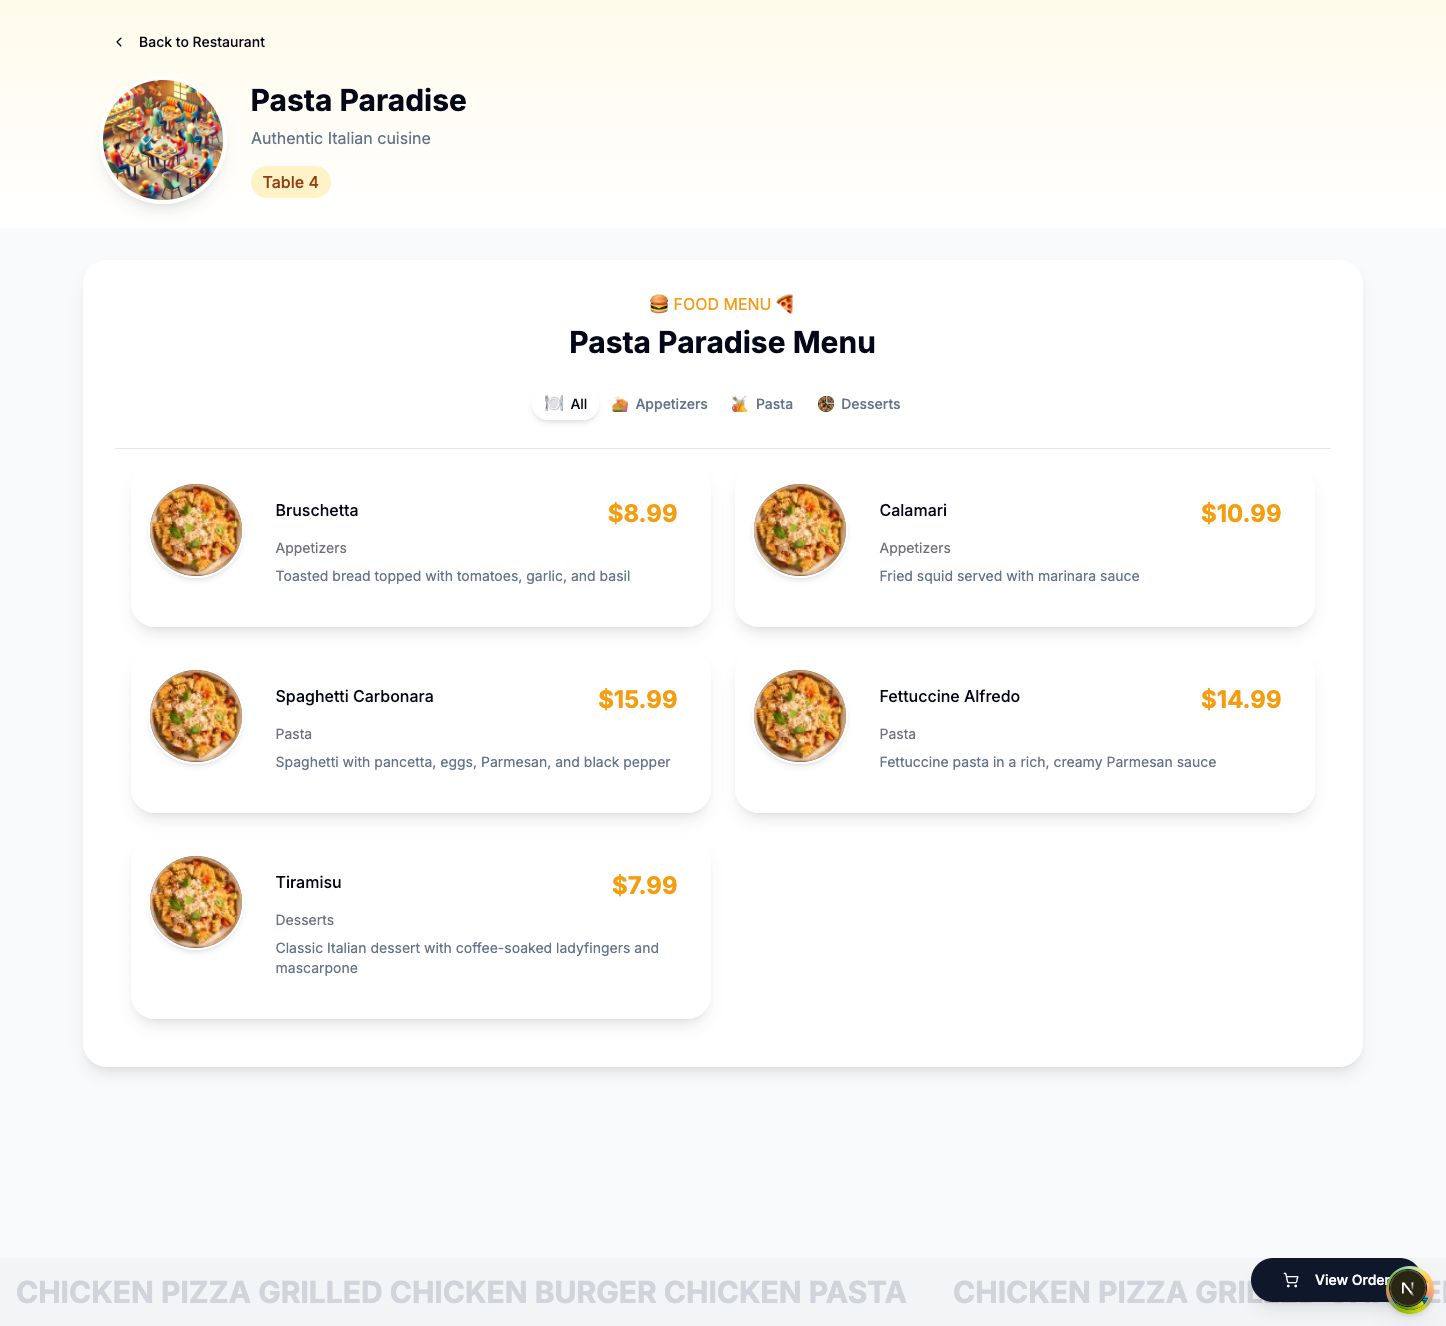 Back to Restaurant
Pasta Paradise
Authentic Italian cuisine
Table 4
FOOD MENU
Pasta Paradise Menu
All Appetizers Pasta Desserts
Bruschetta $8.99
Appetizers
Toasted bread topped with tomatoes, garlic, and basil
Calamari $10.99
Appetizers
Fried squid served with marinara sauce
Spaghetti Carbonara $15.99
Pasta
Spaghetti with pancetta, eggs, Parmesan, and black pepper
Fettuccine Alfredo $14.99
Pasta
Fettuccine pasta in a rich, creamy Parmesan sauce
Tiramisu $7.99
Desserts
Classic Italian dessert with coffee-soaked ladyfingers and
mascarpone
CHICKEN PIZZA GRILLED CHICKEN BURGER CHICKEN PASTA CHICKEN PIZZA
View Order
N